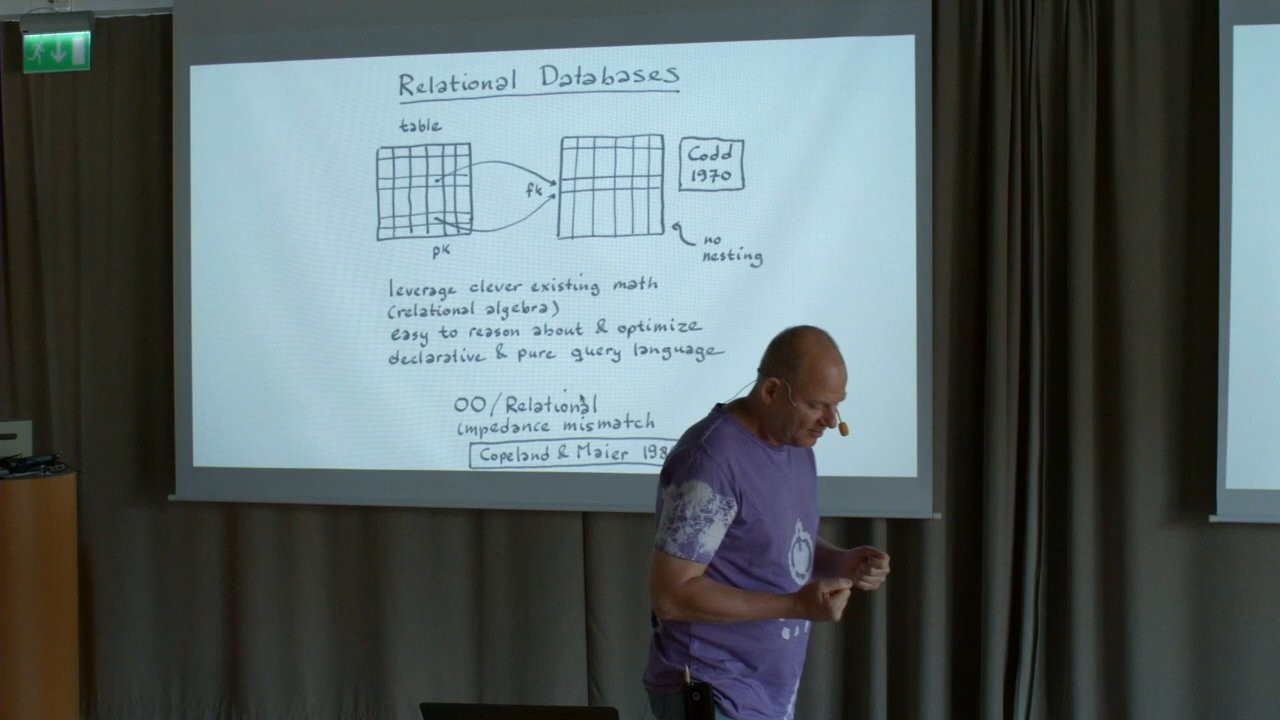 Relational Databases
table
Codd
1970
fk
pk
no
nesting
leverage clever existing math
(relational algebra)
easy to reason about & optimize
declarative & pure query language
OO/Relational
impedance mismatch
Copeland & Maier